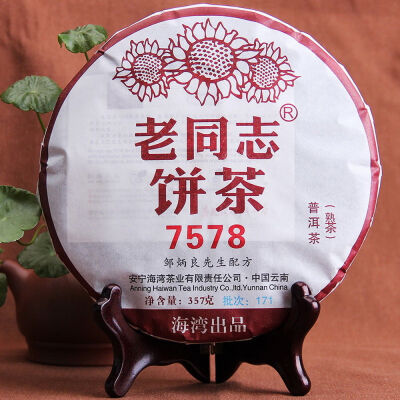 老同志®
饼茶
7578
普洱茶（熟茶）
邹炳良先生配方
安宁海湾茶业有限责任公司·中国云南
Anning Haiwan Tea Industry Co.,ltd.Yunnan China
净含量：357克 批次：171
海湾出品